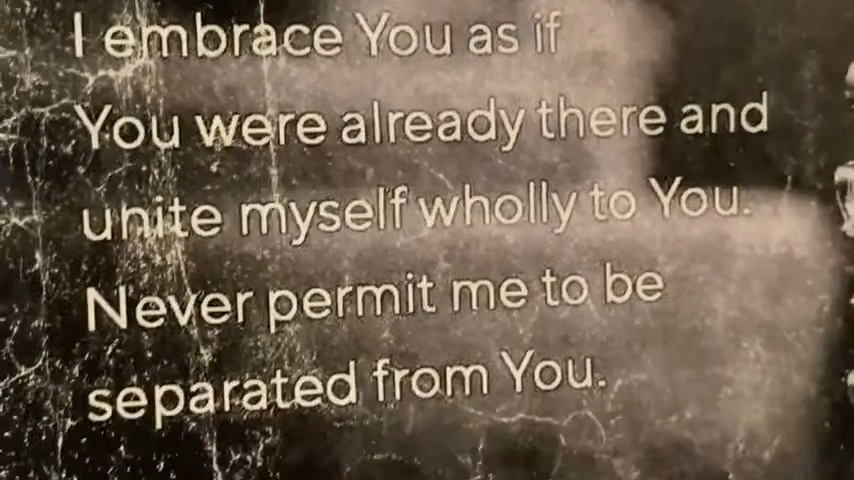 I embrace You as if
You were already there and
unite myself wholly to You.
Never permit me to be
separated from You.